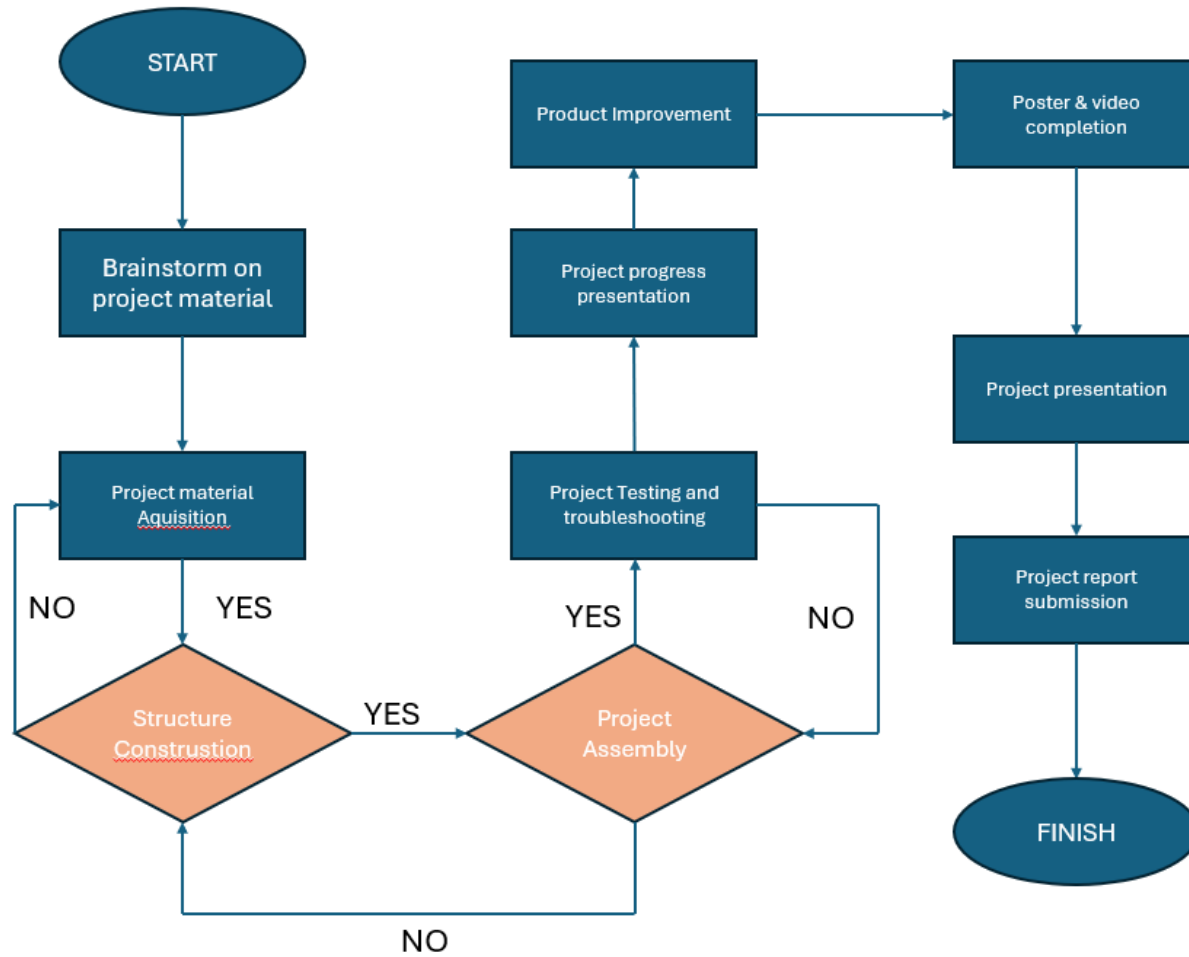 START
Brainstorm on
project material
Project material
Aquisition
NO
YES
Structure
Construstion
YES
NO
Project
Assembly
YES
NO
Project Testing and
troubleshooting
Project progress
presentation
Product Improvement
Poster & video
completion
Project presentation
Project report
submission
FINISH